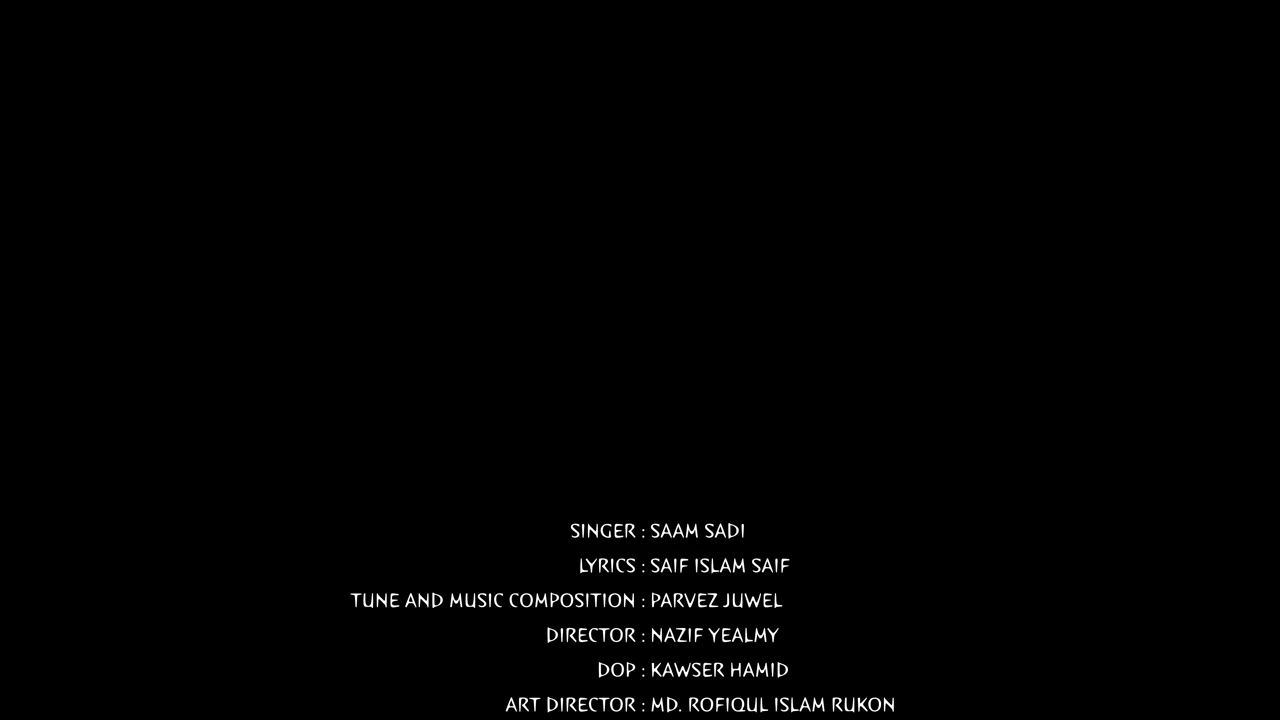 SINGER : SAAM SADI
LYRICS : SAIF ISLAM SAIF
TUNE AND MUSIC COMPOSITION : PARVEZ JUWEL
DIRECTOR : NAZIF YEALMY
DOP : KAWSER HAMID
ART DIRECTOR : MD. ROFIQUL ISLAM RUKON